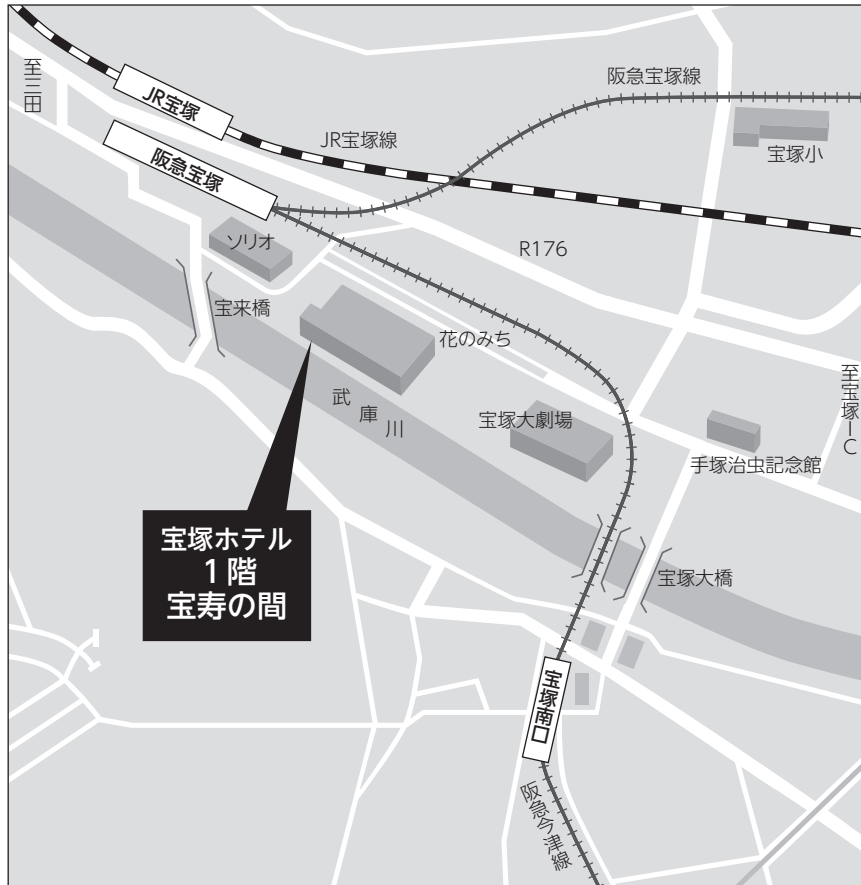 至三田
JR宝塚
阪急宝塚
JR宝塚線
阪急宝塚線
宝塚小
ソリオ
R176
宝来橋
花のみち
武庫川
宝塚大劇場
至宝塚IC
手塚治虫記念館
宝塚ホテル
1階
宝寿の間
宝塚大橋
宝塚南口
阪急今津線